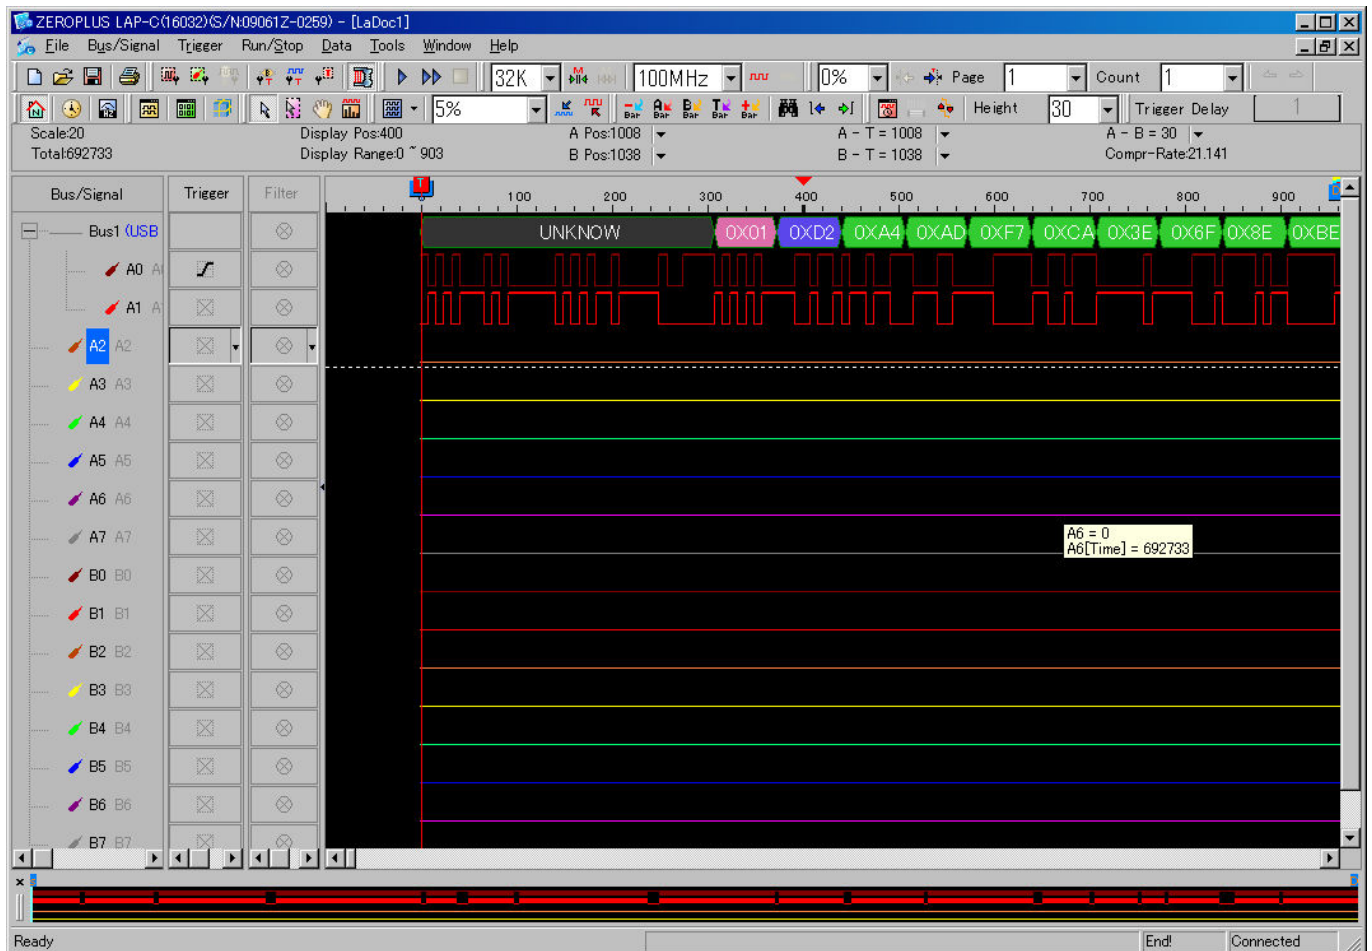 ZEROPLUS LAP-C(16032)(S/N:09061Z-0259) - [LaDoc1]
File Bus/Signal Trigger Run/Stop Data Tools Window Help
32K 100MHz 0% Page 1 Count 1
5% Bar Bar Bar Bar Bar Height 30 Trigger Delay 1
Scale:20 Display Pos:400 A Pos:1008 A - T = 1008 A - B = 30
Total:692733 Display Range:0 ~ 903 B Pos:1038 B - T = 1038 Compr-Rate:21.141
Bus/Signal Trigger Filter 0 100 200 300 400 500 600 700 800 900
Bus1 (USB UNKNOW 0X01 0XD2 0XA4 0XAD 0XF7 0XCA 0X3E 0X6F 0X8E 0XBE
A0 A
A1 A
A2 A2
A3 A3
A4 A4
A5 A5
A6 A6
A6 = 0
A7 A7
A6[Time] = 692733
B0 B0
B1 B1
B2 B2
B3 B3
B4 B4
B5 B5
B6 B6
B7 B7
Ready End! Connected